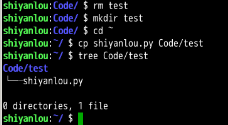 shiyanlou:Code/ $ rm test
shiyanlou:Code/ $ mkdir test
shiyanlou:Code/ $ cd ~
shiyanlou:~/ $ cp shiyanlou.py Code/test
shiyanlou:~/ $ tree Code/test
Code/test
└──shiyanlou.py
0 directories, 1 file
shiyanlou:~/ $